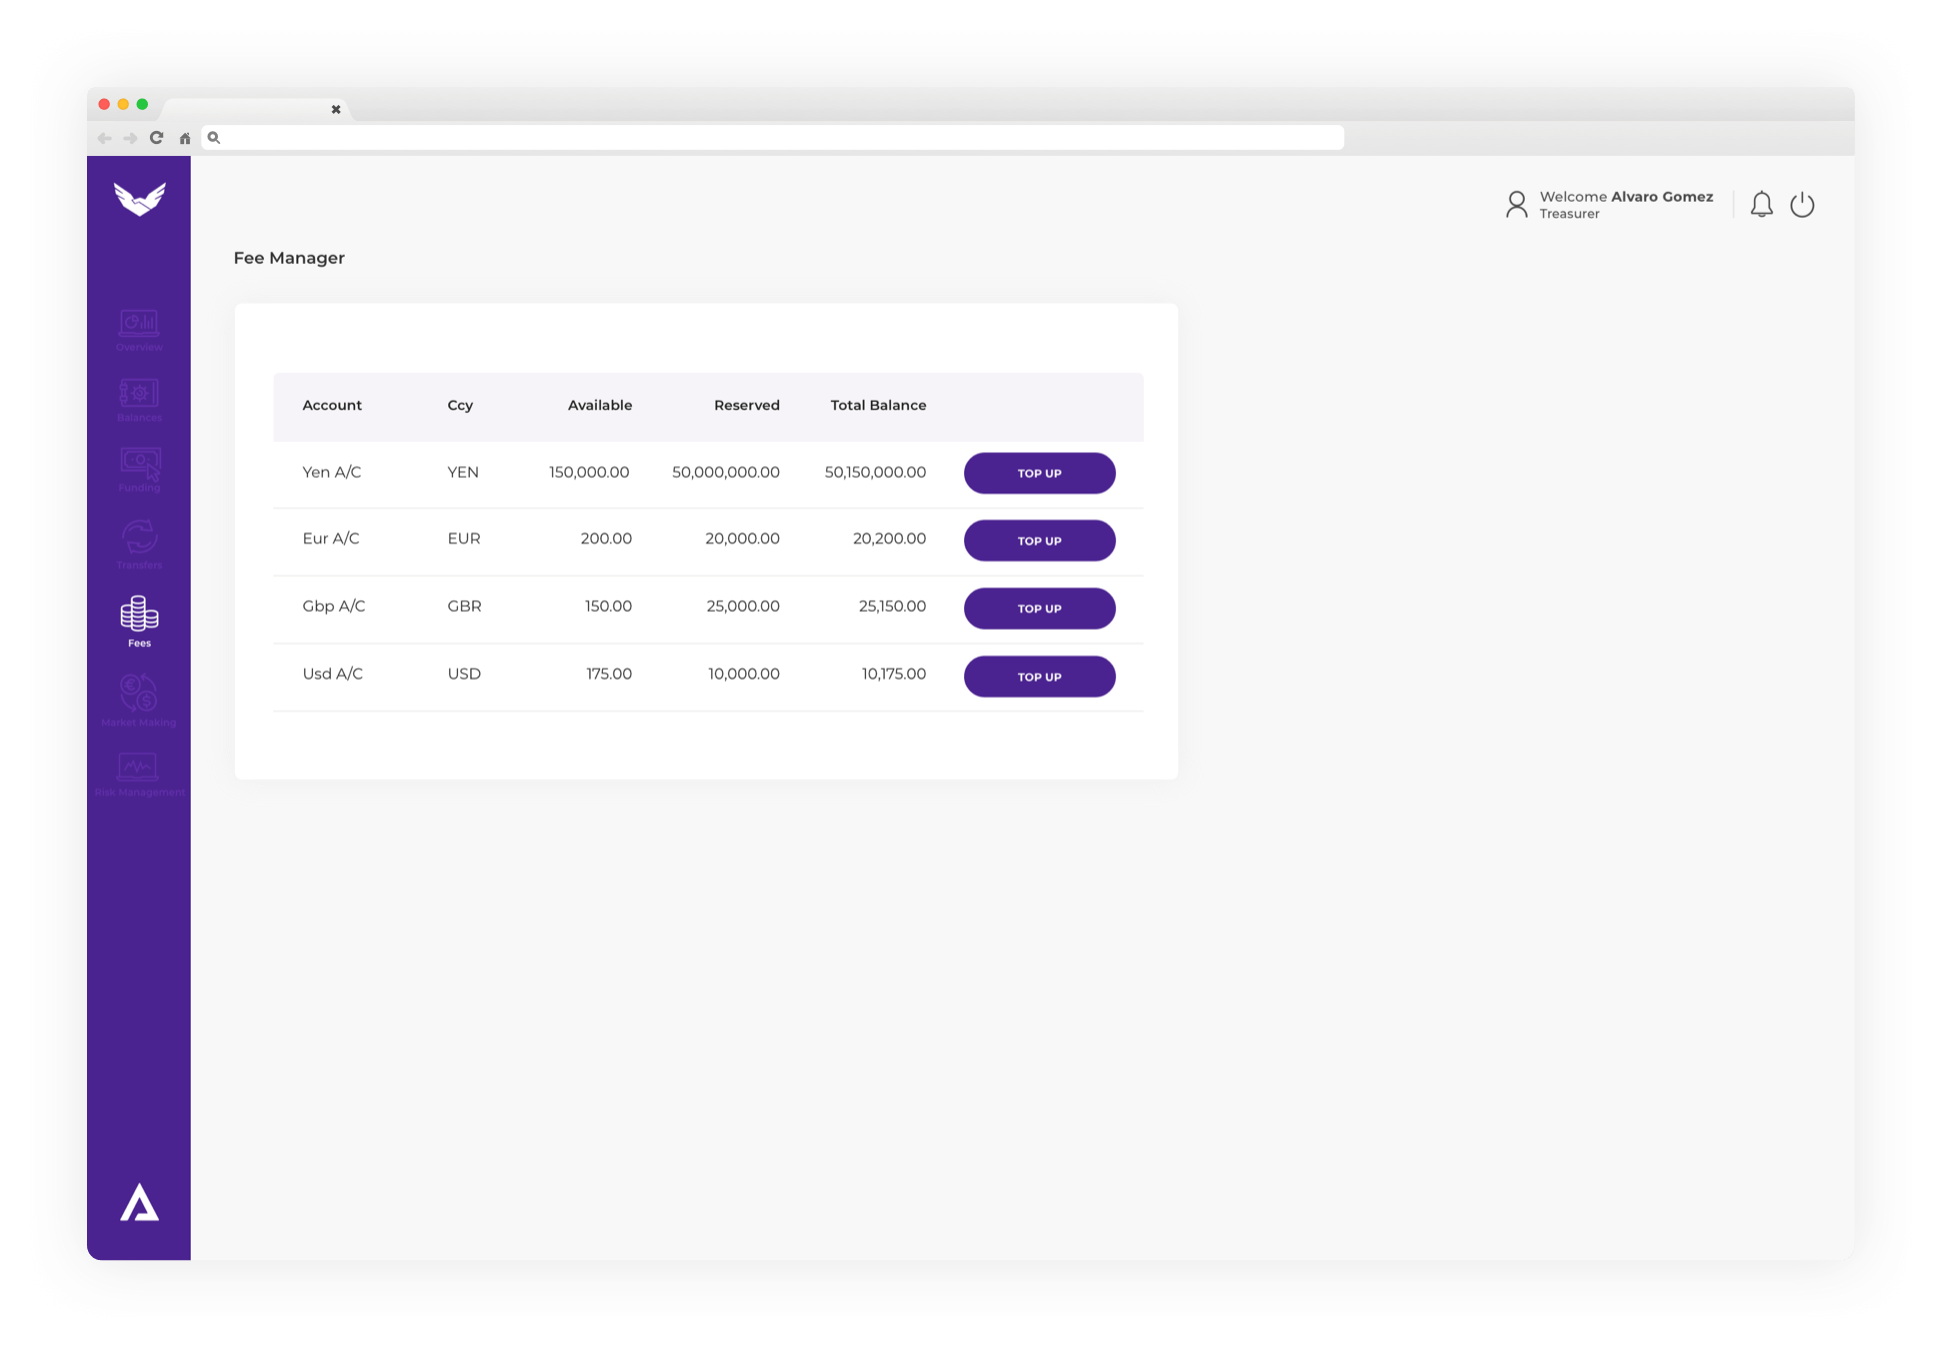 Welcome Alvaro Gomez
Treasurer
Fee Manager
Overview
Balances
Funding
Transfers
Fees
Market Making
Risk Management
Account Ccy Available Reserved Total Balance
Yen A/C YEN 150,000.00 50,000,000.00 50,150,000.00 TOP UP
Eur A/C EUR 200.00 20,000.00 20,200.00 TOP UP
Gbp A/C GBR 150.00 25,000.00 25,150.00 TOP UP
Usd A/C USD 175.00 10,000.00 10,175.00 TOP UP